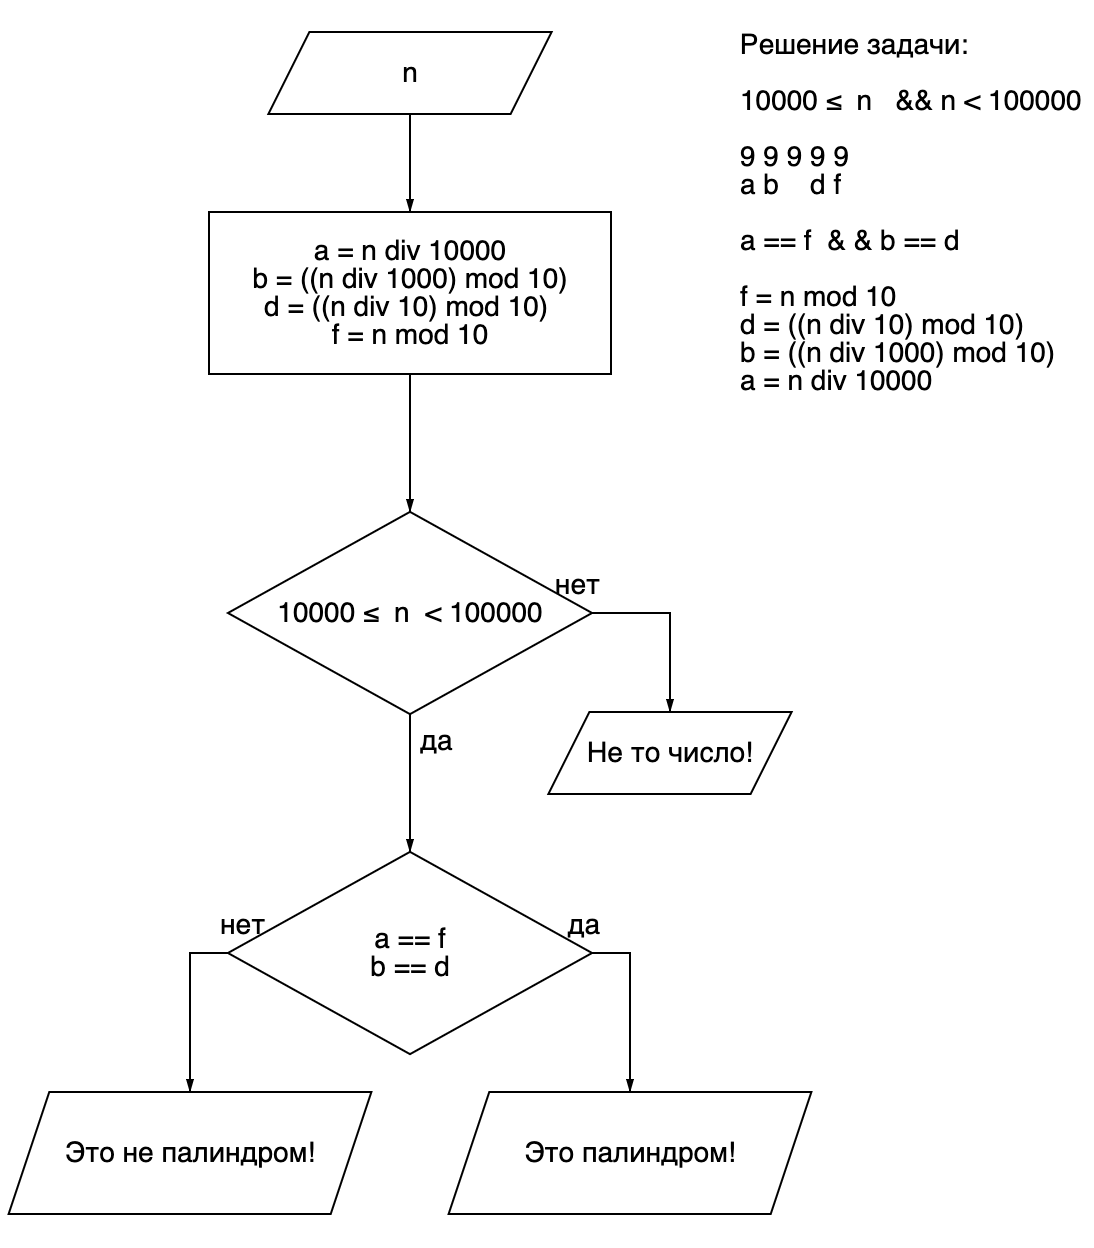 n
a = n div 10000
b = ((n div 1000) mod 10)
d = ((n div 10) mod 10)
f = n mod 10
10000 ≤ n < 100000
нет
Не то число!
да
a == f
b == d
нет
да
Это не палиндром!
Это палиндром!
Решение задачи:
10000 ≤ n && n < 100000
9 9 9 9 9
a b d f
a == f & & b == d
f = n mod 10
d = ((n div 10) mod 10)
b = ((n div 1000) mod 10)
a = n div 10000